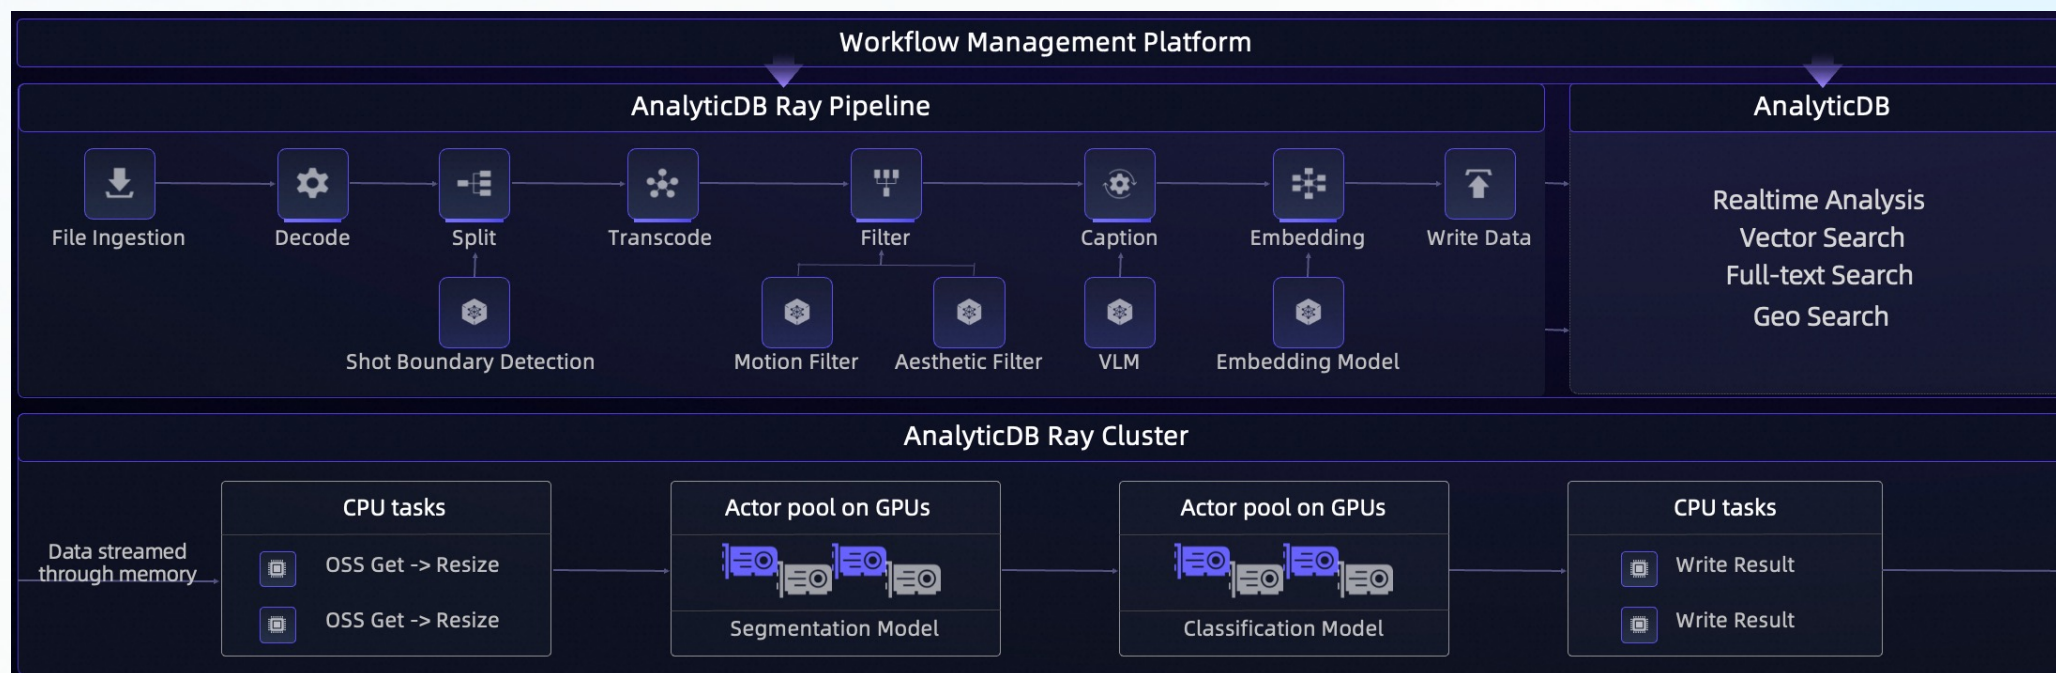 Workflow Management Platform
AnalyticDB Ray Pipeline
File Ingestion
Decode
Split
Transcode
Filter
Caption
Embedding
Write Data
Shot Boundary Detection
Motion Filter
Aesthetic Filter
VLM
Embedding Model
AnalyticDB
Realtime Analysis
Vector Search
Full-text Search
Geo Search
AnalyticDB Ray Cluster
Data streamed
through memory
CPU tasks
OSS Get -> Resize
OSS Get -> Resize
Actor pool on GPUs
Segmentation Model
Actor pool on GPUs
Classification Model
CPU tasks
Write Result
Write Result